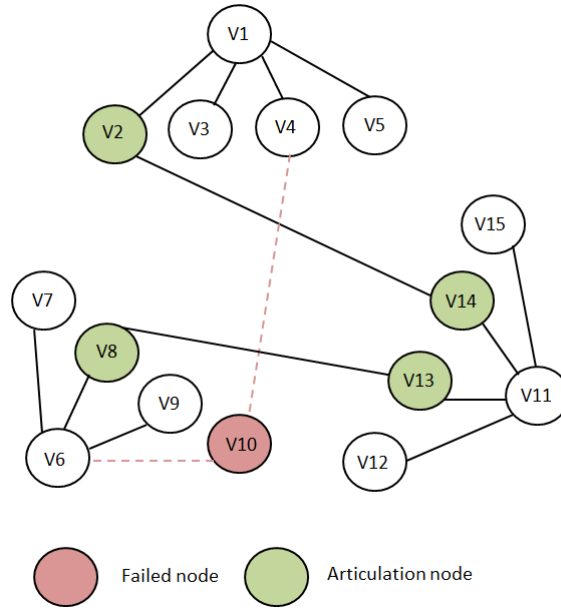 V1
V2
V3
V4
V5
V15
V7
V14
V8
V13
V11
V9
V10
V6
V12
Failed node
Articulation node